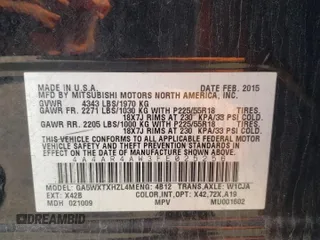 MADE IN U.S.A. DATE FEB. 2015
MFD BY MITSUBISHI MOTORS NORTH AMERICA, INC.
GVWR 4343 LBS/1970 KG
GAWR FR. 2271 LBS/1030 KG WITH P225/55R18 TIRES,
18X7J RIMS AT 230 KPA/33 PSI COLD
GAWR RR. 2205 LBS/1000 KG WITH P225/55R18 TIRES,
18X7J RIMS AT 230 KPA/33 PSI COLD
THIS VEHICLE CONFORMS TO ALL APPLICABLE FEDERAL MOTOR
VEHICLE SAFETY, BUMPER, AND THEFT PREVENTION STANDARDS
IN EFFECT ON THE DATE OF MANUFACTURE SHOWN ABOVE.
MODEL: GA5WXTXHZL4MENG: 4B12 TRANS,AXLE: W1CJA
EXT: X42B COLOR,INT,OPT: X42,72X,A19
MDH 021009 MPV MU001602
DREAMBID